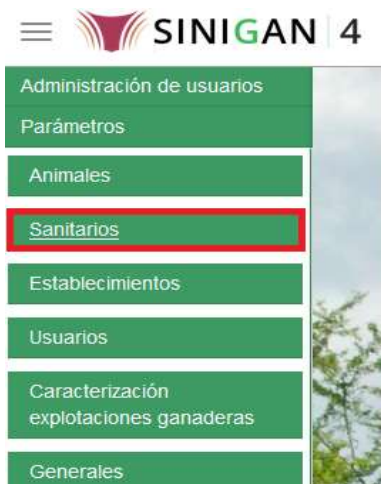 SINIGAN 4
Administración de usuarios
Parámetros
Animales
Sanitarios
Establecimientos
Usuarios
Caracterización
explotaciones ganaderas
Generales